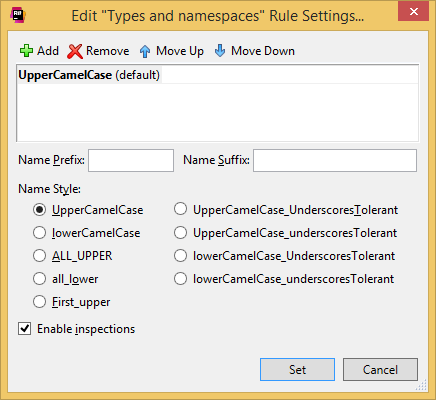 Edit "Types and namespaces" Rule Settings...
Add Remove Move Up Move Down
UpperCamelCase (default)
Name Prefix: Name Suffix:
Name Style:
UpperCamelCase UpperCamelCase_UnderscoresTolerant
lowerCamelCase UpperCamelCase_underscoresTolerant
ALL_UPPER lowerCamelCase_UnderscoresTolerant
all_lower lowerCamelCase_underscoresTolerant
First_upper
Enable inspections
Set Cancel